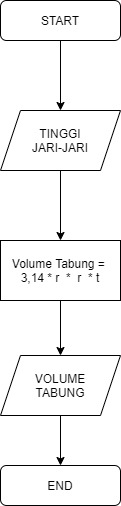 START
TINGGI
JARI-JARI
Volume Tabung =
3,14 * r * r * t
VOLUME
TABUNG
END